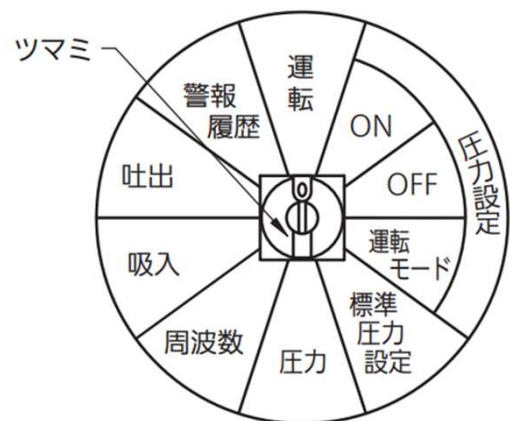 ツマミ
運
転
ON
OFF
圧力設定
運転
モード
標準
圧力
設定
圧力
周波数
吸入
吐出
警報
履歴